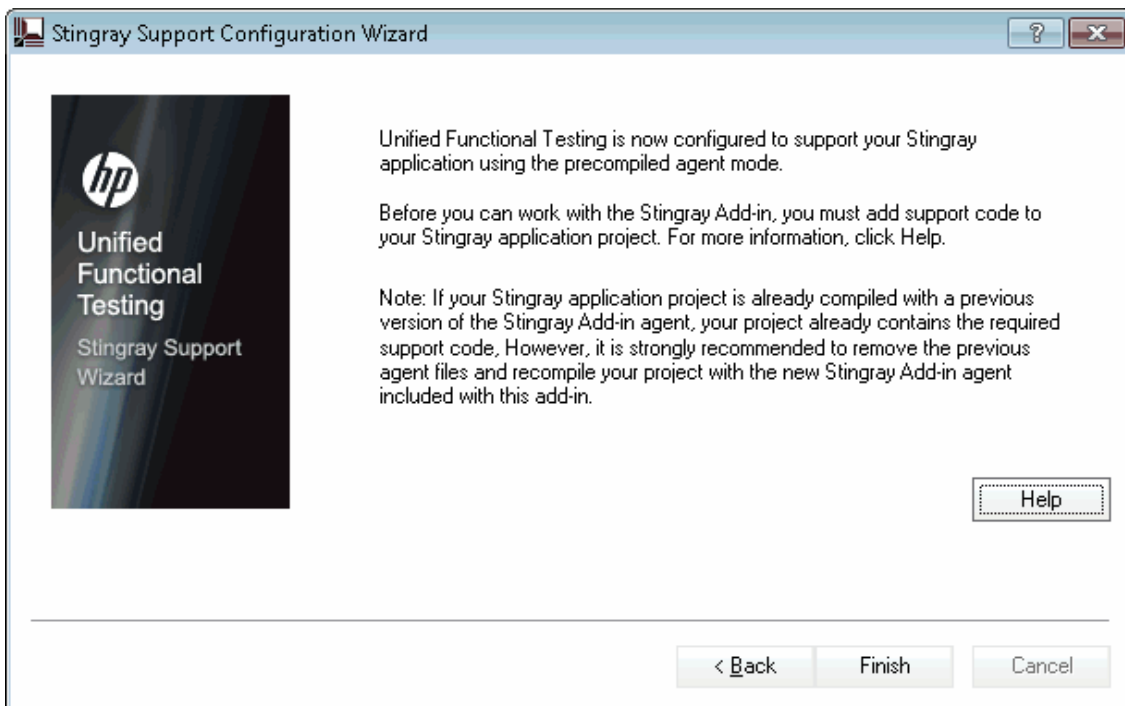 Stingray Support Configuration Wizard
?
hp
Unified
Functional
Testing
Stingray Support
Wizard
Unified Functional Testing is now configured to support your Stingray
application using the precompiled agent mode.
Before you can work with the Stingray Add-in, you must add support code to
your Stingray application project. For more information, click Help.
Note: If your Stingray application project is already compiled with a previous
version of the Stingray Add-in agent, your project already contains the required
support code, However, it is strongly recommended to remove the previous
agent files and recompile your project with the new Stingray Add-in agent
included with this add-in.
Help
< Back
Finish
Cancel